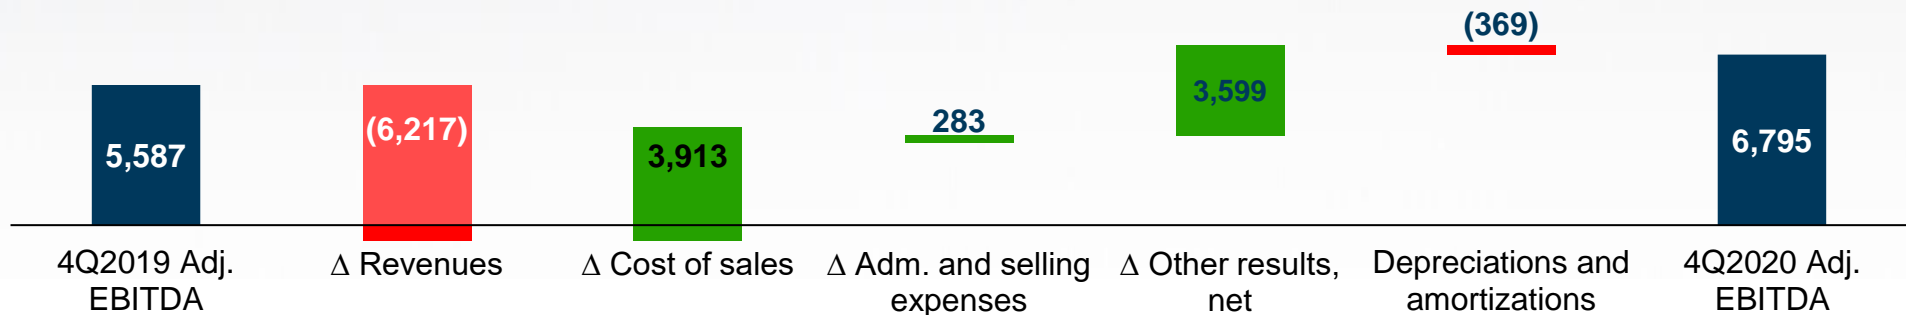 5,587
(6,217)
3,913
283
3,599
(369)
6,795
4Q2019 Adj.
EBITDA
Δ Revenues
Δ Cost of sales
Δ Adm. and selling
expenses
Δ Other results,
net
Depreciations and
amortizations
4Q2020 Adj.
EBITDA